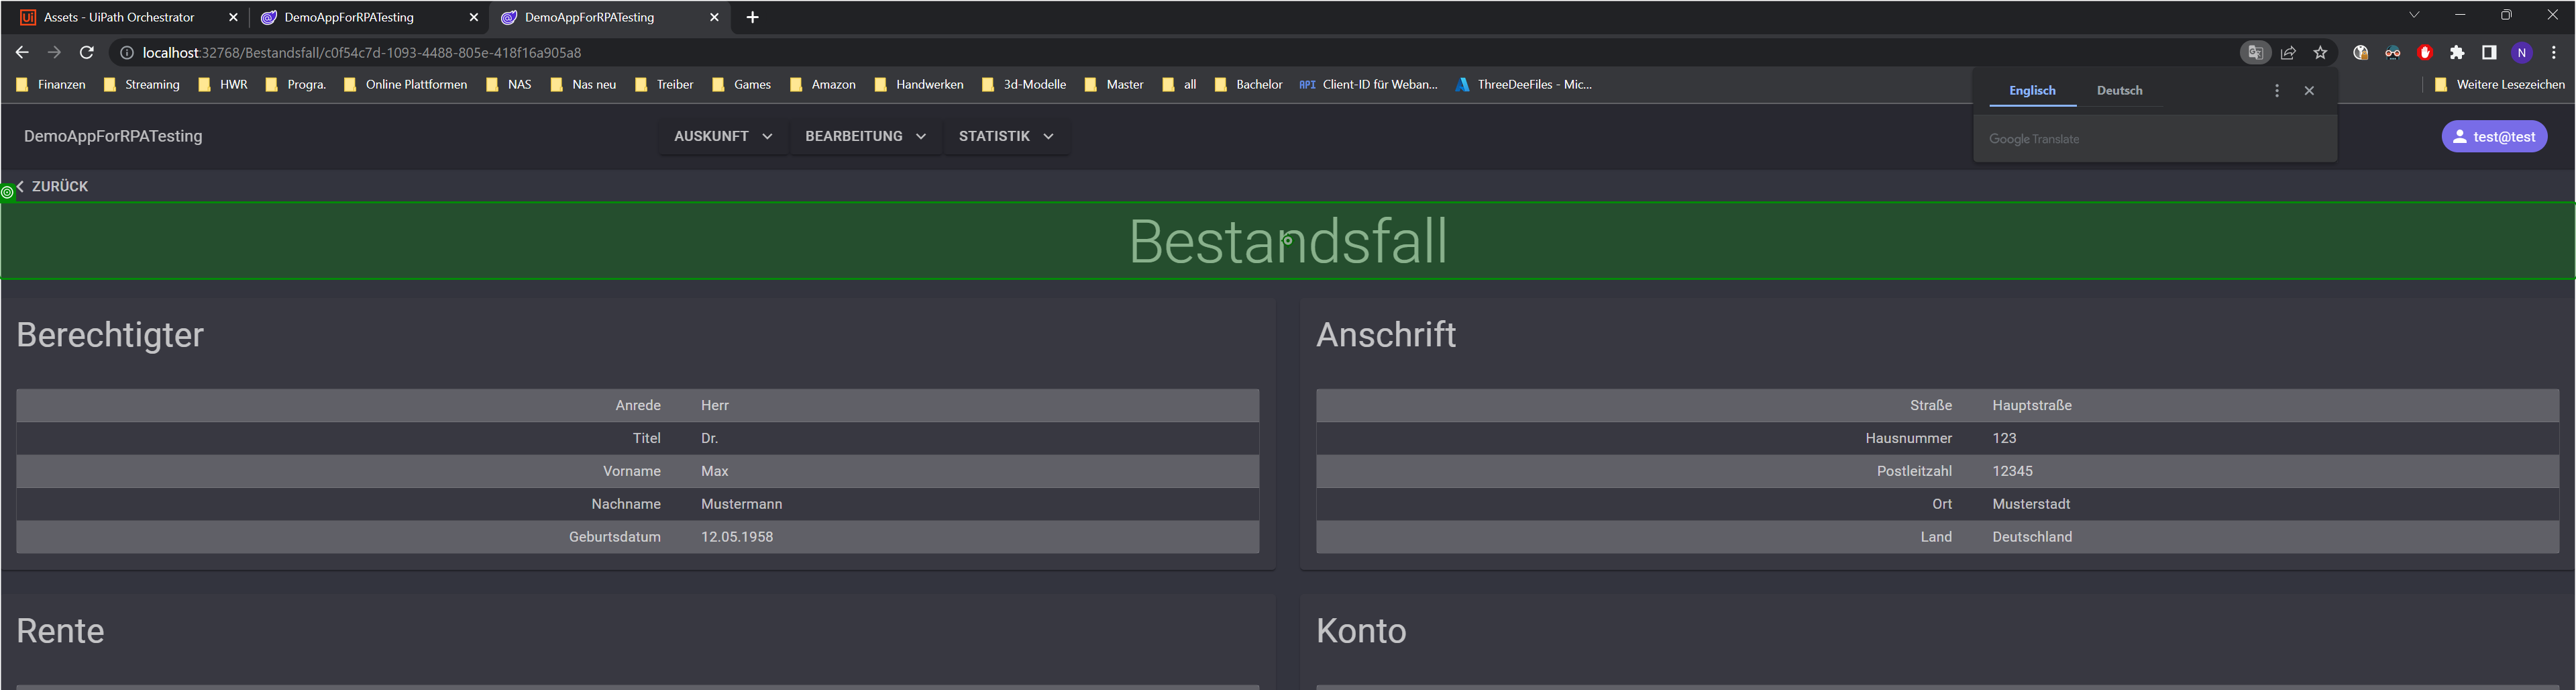 Assets - UiPath Orchestrator
DemoAppForRPATesting
DemoAppForRPATesting
localhost:32768/Bestandsfall/c0f54c7d-1093-4488-805e-418f16a905a8
N
Finanzen
Streaming
HWR
Progra.
Online Plattformen
NAS
Nas neu
Treiber
Games
Amazon
Handwerken
3d-Modelle
Master
all
Bachelor
API Client-ID für Weban...
ThreeDeeFiles - Mic...
Weitere Lesezeichen
Englisch
Deutsch
Google Translate
DemoAppForRPATesting
AUSKUNFT
BEARBEITUNG
STATISTIK
test@test
ZURÜCK
Bestandsfall
Berechtigter
Anrede Herr
Titel Dr.
Vorname Max
Nachname Mustermann
Geburtsdatum 12.05.1958
Anschrift
Straße Hauptstraße
Hausnummer 123
Postleitzahl 12345
Ort Musterstadt
Land Deutschland
Rente
Konto